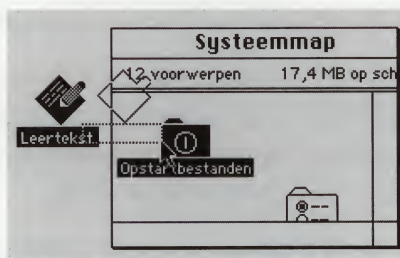 Systeemmap
12 voorwerpen 17,4 MB op sch
Leertekst
Opstartbestanden